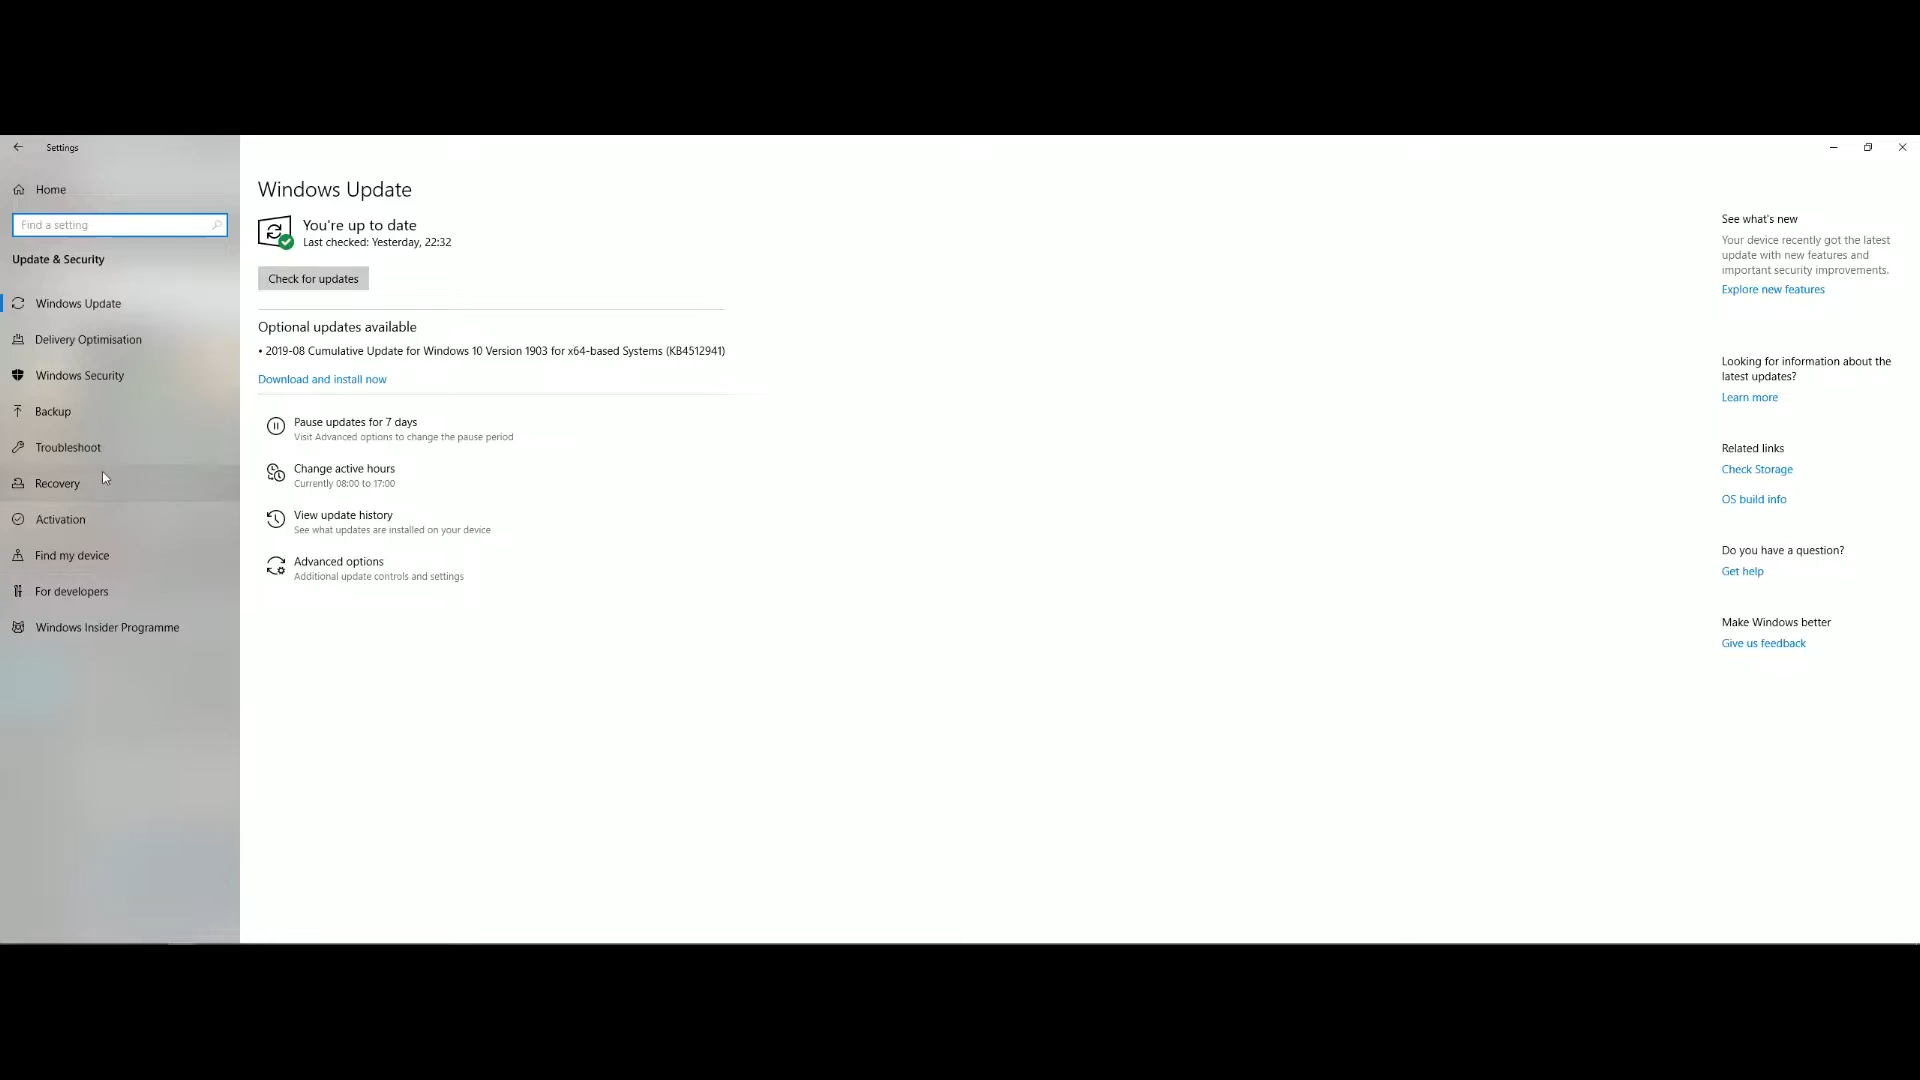 Settings
Home
Find a setting
Update & Security
Windows Update
Delivery Optimisation
Windows Security
Backup
Troubleshoot
Recovery
Activation
Find my device
For developers
Windows Insider Programme
Windows Update
You're up to date
Last checked: Yesterday, 22:32
Check for updates
Optional updates available
• 2019-08 Cumulative Update for Windows 10 Version 1903 for x64-based Systems (KB4512941)
Download and install now
Pause updates for 7 days
Visit Advanced options to change the pause period
Change active hours
Currently 08:00 to 17:00
View update history
See what updates are installed on your device
Advanced options
Additional update controls and settings
See what's new
Your device recently got the latest
update with new features and
important security improvements.
Explore new features
Looking for information about the
latest updates?
Learn more
Related links
Check Storage
OS build info
Do you have a question?
Get help
Make Windows better
Give us feedback